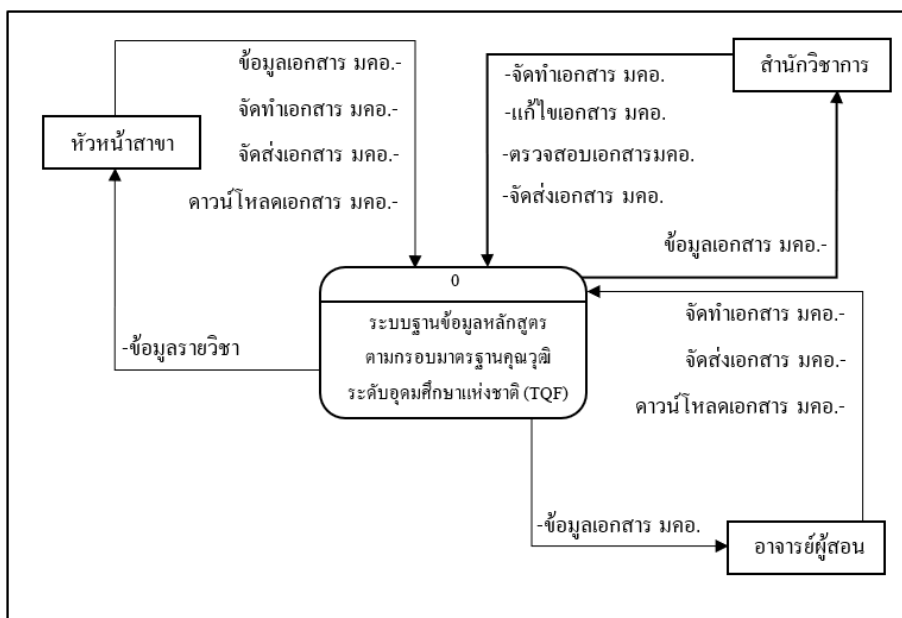 ข้อมูลเอกสาร มคอ.-
จัดทำเอกสาร มคอ.-
จัดส่งเอกสาร มคอ.-
ดาวน์โหลดเอกสาร มคอ.-
หัวหน้าสาขา
-ข้อมูลรายวิชา
สำนักวิชาการ
-จัดทำเอกสาร มคอ.
-แก้ไขเอกสาร มคอ.
-ตรวจสอบเอกสารมคอ.
-จัดส่งเอกสาร มคอ.
ข้อมูลเอกสาร มคอ.-
0
ระบบฐานข้อมูลหลักสูตร
ตามกรอบมาตรฐานคุณวุฒิ
ระดับอุดมศึกษาแห่งชาติ (TQF)
จัดทำเอกสาร มคอ.-
จัดส่งเอกสาร มคอ.-
ดาวน์โหลดเอกสาร มคอ.-
-ข้อมูลเอกสาร มคอ.
อาจารย์ผู้สอน